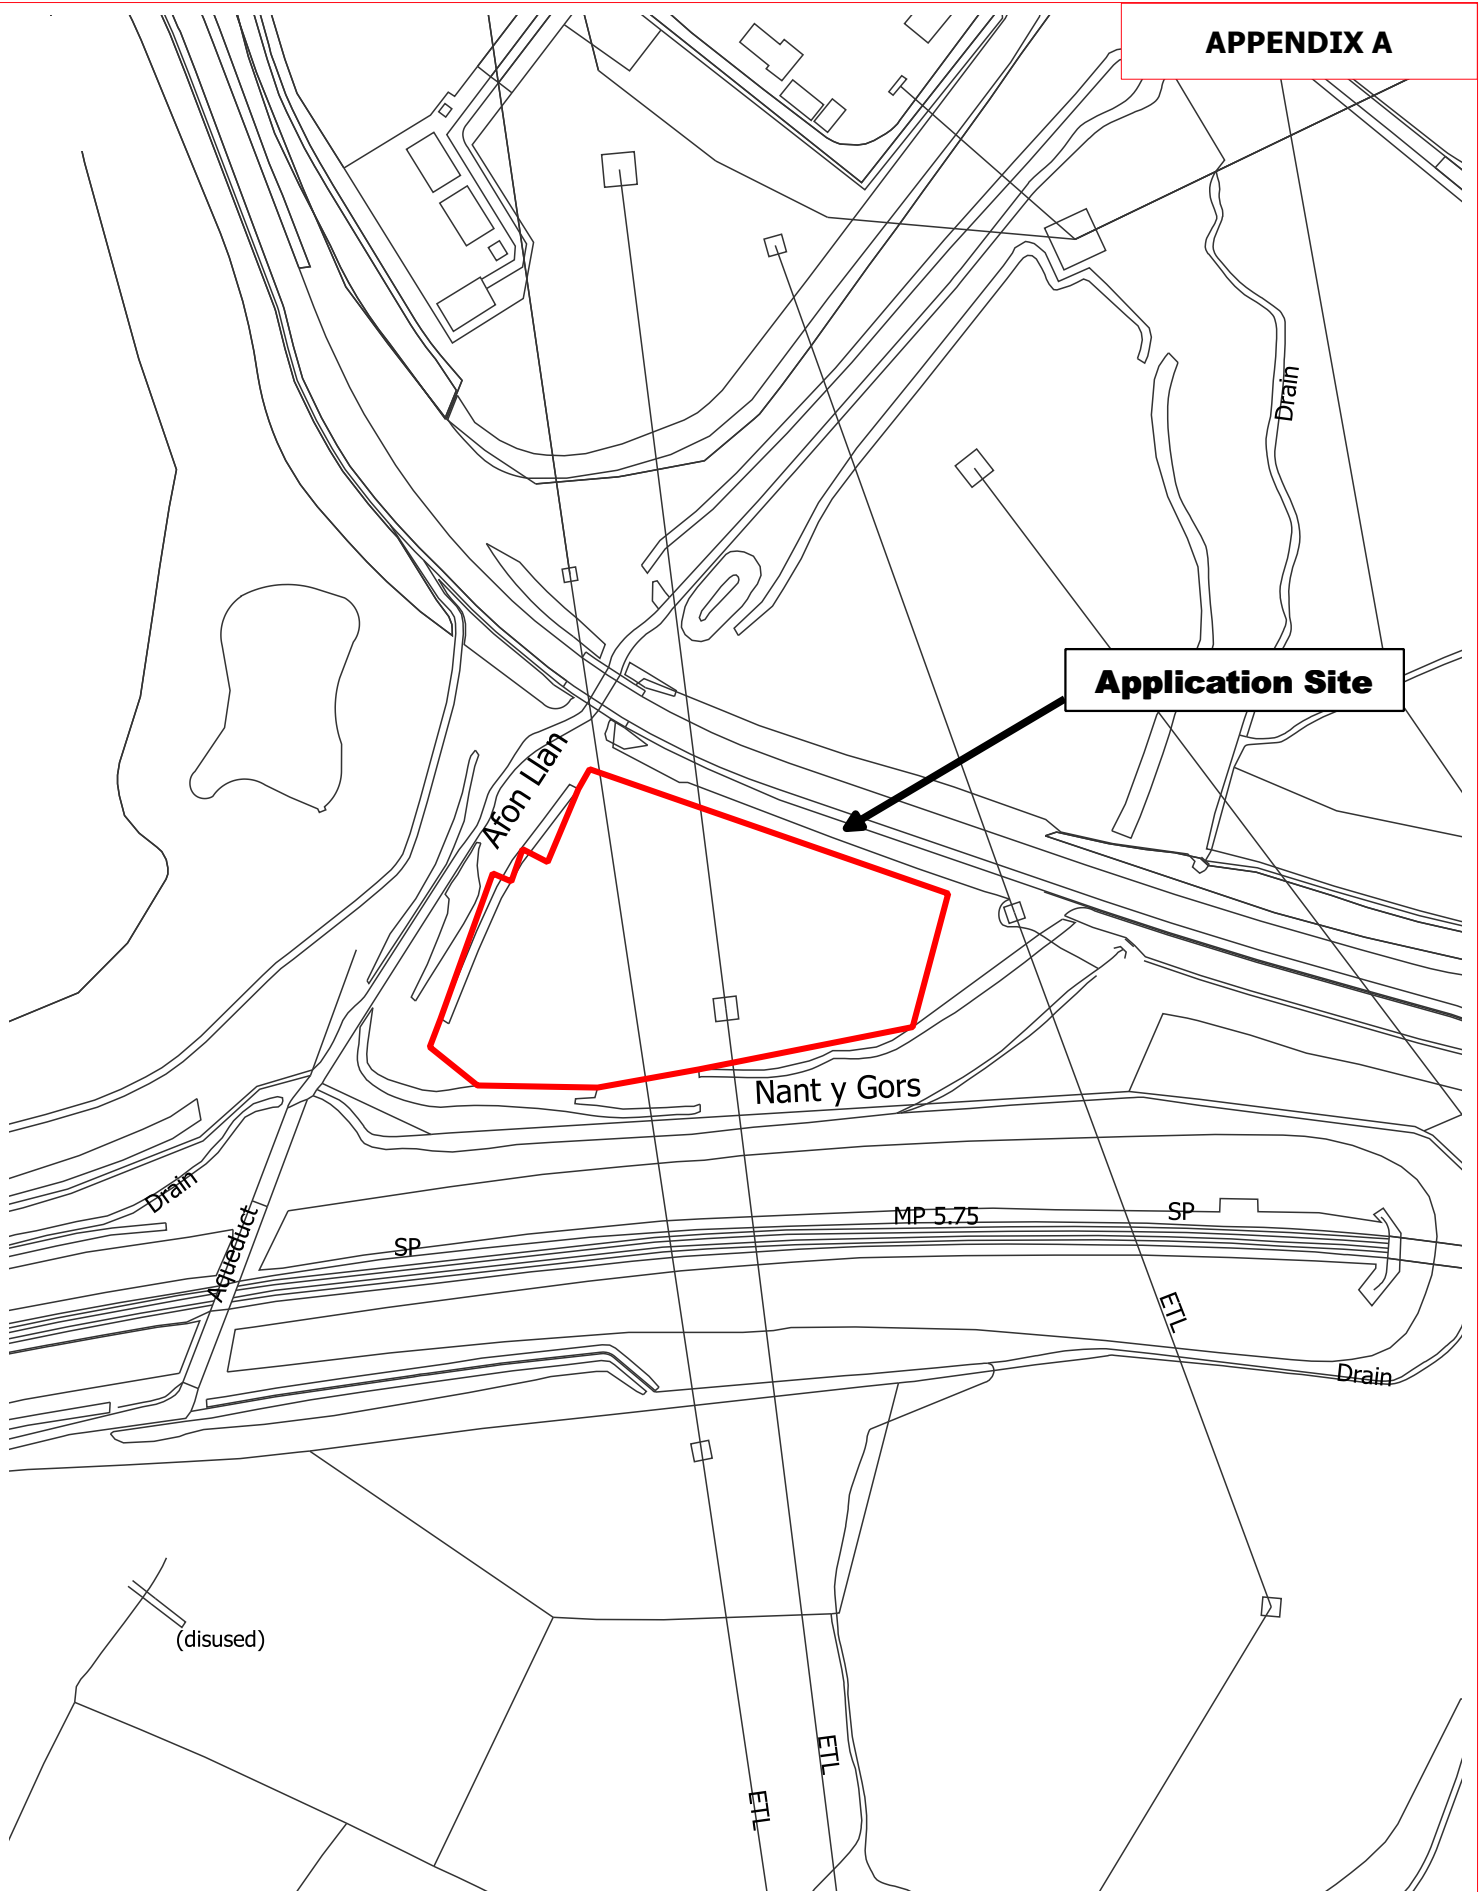 APPENDIX A
Drain
Application Site
Afon Llan
Nant y Gors
Drain
Aqueduct
SP
MP 5.75
SP
ETL
Drain
(disused)
ETL
ETL